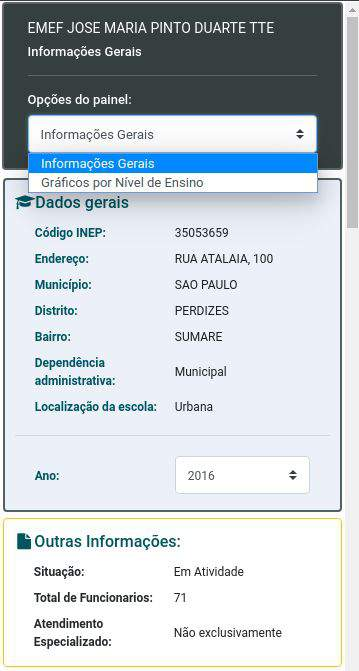 EMEF JOSE MARIA PINTO DUARTE TTE
Informações Gerais
Opções do painel:
Informações Gerais
Informações Gerais
Gráficos por Nível de Ensino
Dados gerais
Código INEP: 35053659
Endereço: RUA ATALAIA, 100
Município: SAO PAULO
Distrito: PERDIZES
Bairro: SUMARE
Dependência
administrativa: Municipal
Localização da escola: Urbana
Ano: 2016
Outras Informações:
Situação: Em Atividade
Total de Funcionarios: 71
Atendimento
Especializado: Não exclusivamente